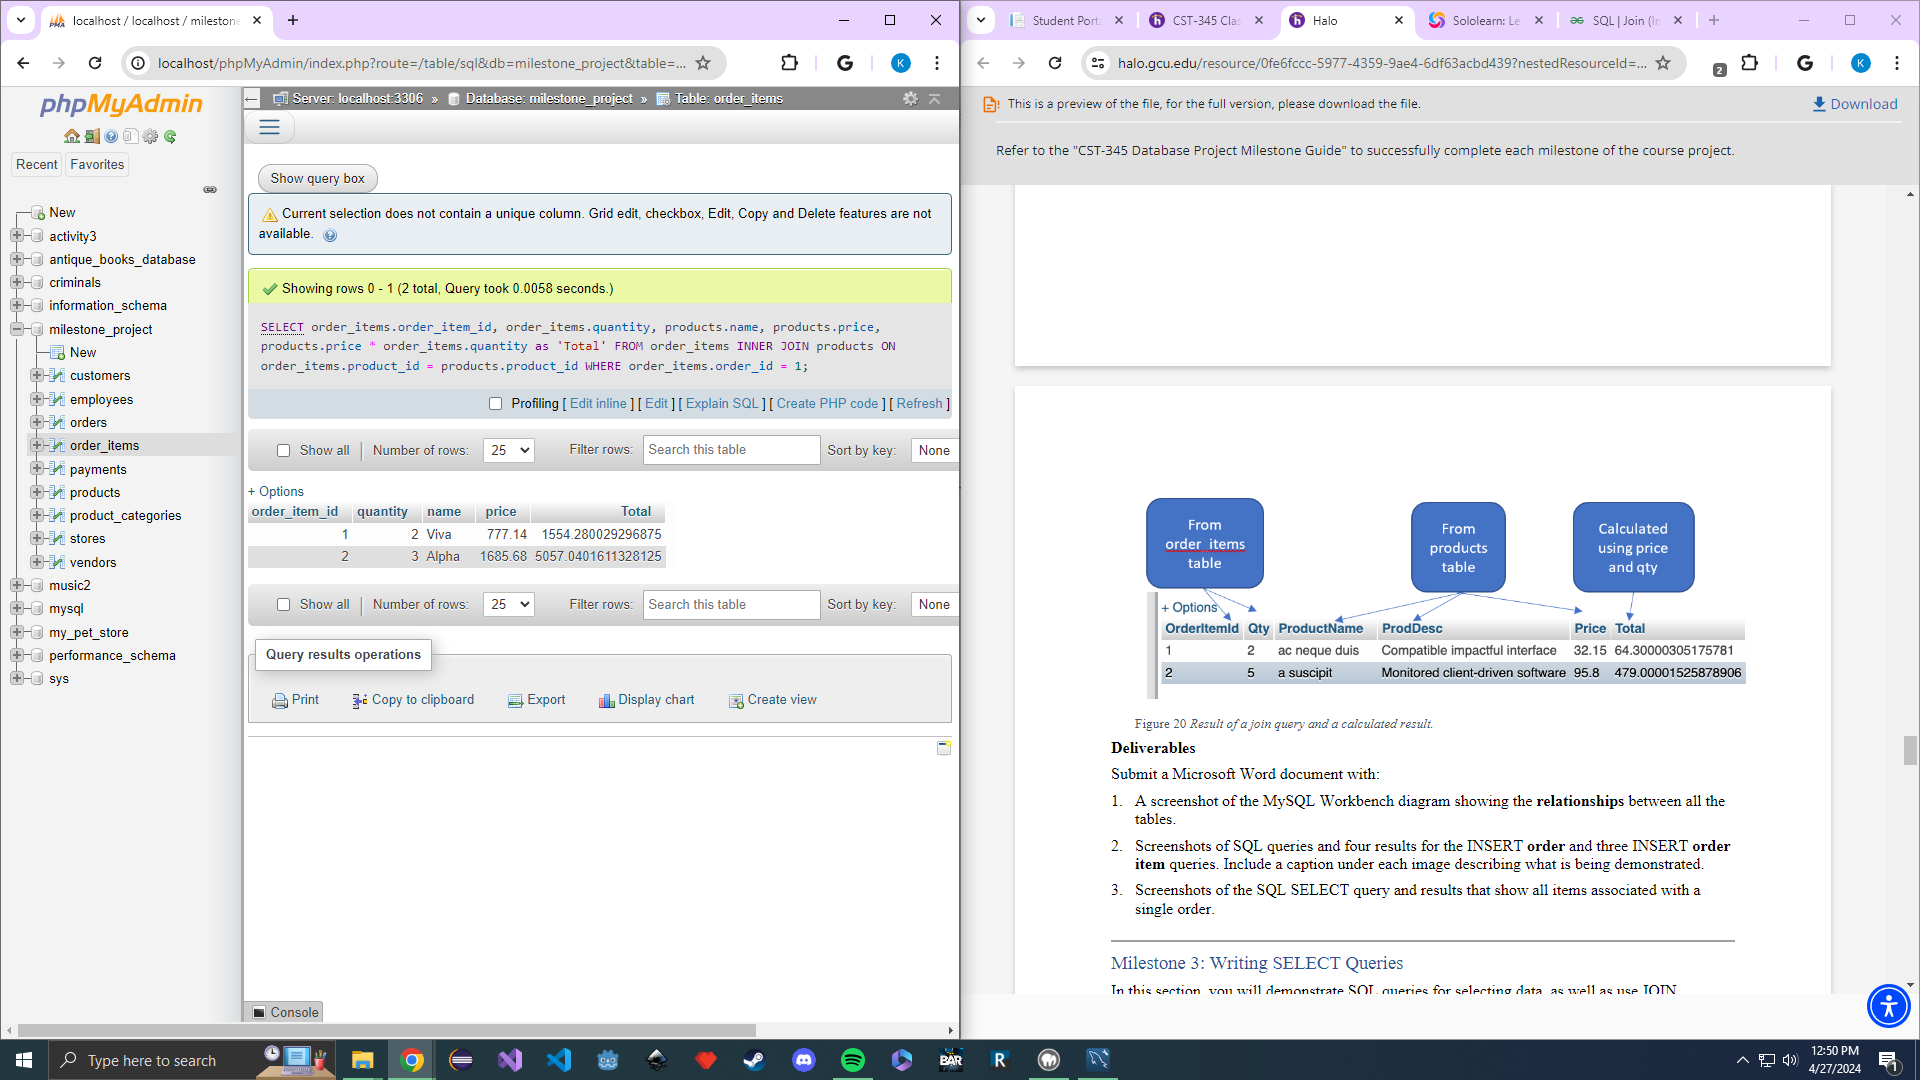 localhost / localhost / milestone
localhost/phpMyAdmin/index.php?route=/table/sql&db=milestone_project&table=...
K
phpMyAdmin
Recent
Favorites
New
activity3
antique_books_database
criminals
information_schema
milestone_project
New
customers
employees
orders
order_items
payments
products
product_categories
stores
vendors
music2
mysql
my_pet_store
performance_schema
sys
Server: localhost:3306 » Database: milestone_project » Table: order_items
Show query box
Current selection does not contain a unique column. Grid edit, checkbox, Edit, Copy and Delete features are not
available.
Showing rows 0 - 1 (2 total, Query took 0.0058 seconds.)
SELECT order_items.order_item_id, order_items.quantity, products.name, products.price,
products.price * order_items.quantity as 'Total' FROM order_items INNER JOIN products ON
order_items.product_id = products.product_id WHERE order_items.order_id = 1;
Profiling [ Edit inline ] [ Edit ] [ Explain SQL ] [ Create PHP code ] [ Refresh ]
Show all Number of rows: 25 Filter rows: Search this table Sort by key: None
+ Options
order_item_id quantity name price Total
1 2 Viva 777.14 1554.280029296875
2 3 Alpha 1685.68 5057.0401611328125
Show all Number of rows: 25 Filter rows: Search this table Sort by key: None
Query results operations
Print Copy to clipboard Export Display chart Create view
Console
Student Port
CST-345 Clas
Halo
Sololearn: Le
SQL | Join (In
halo.gcu.edu/resource/0fe6fccc-5977-4359-9ae4-6df63acbd439?nestedResourceId=...
2
K
This is a preview of the file, for the full version, please download the file.
Download
Refer to the "CST-345 Database Project Milestone Guide" to successfully complete each milestone of the course project.
From
order_items
table
From
products
table
Calculated
using price
and qty
+ Options
OrderItemId Qty ProductName ProdDesc Price Total
1 2 ac neque duis Compatible impactful interface 32.15 64.30000305175781
2 5 a suscipit Monitored client-driven software 95.8 479.00001525878906
Figure 20 Result of a join query and a calculated result.
Deliverables
Submit a Microsoft Word document with:
1. A screenshot of the MySQL Workbench diagram showing the relationships between all the
tables.
2. Screenshots of SQL queries and four results for the INSERT order and three INSERT order
item queries. Include a caption under each image describing what is being demonstrated.
3. Screenshots of the SQL SELECT query and results that show all items associated with a
single order.
Milestone 3: Writing SELECT Queries
In this section, you will demonstrate SQL queries for selecting data, as well as use JOIN
Type here to search
BAR
R
12:50 PM
4/27/2024
1